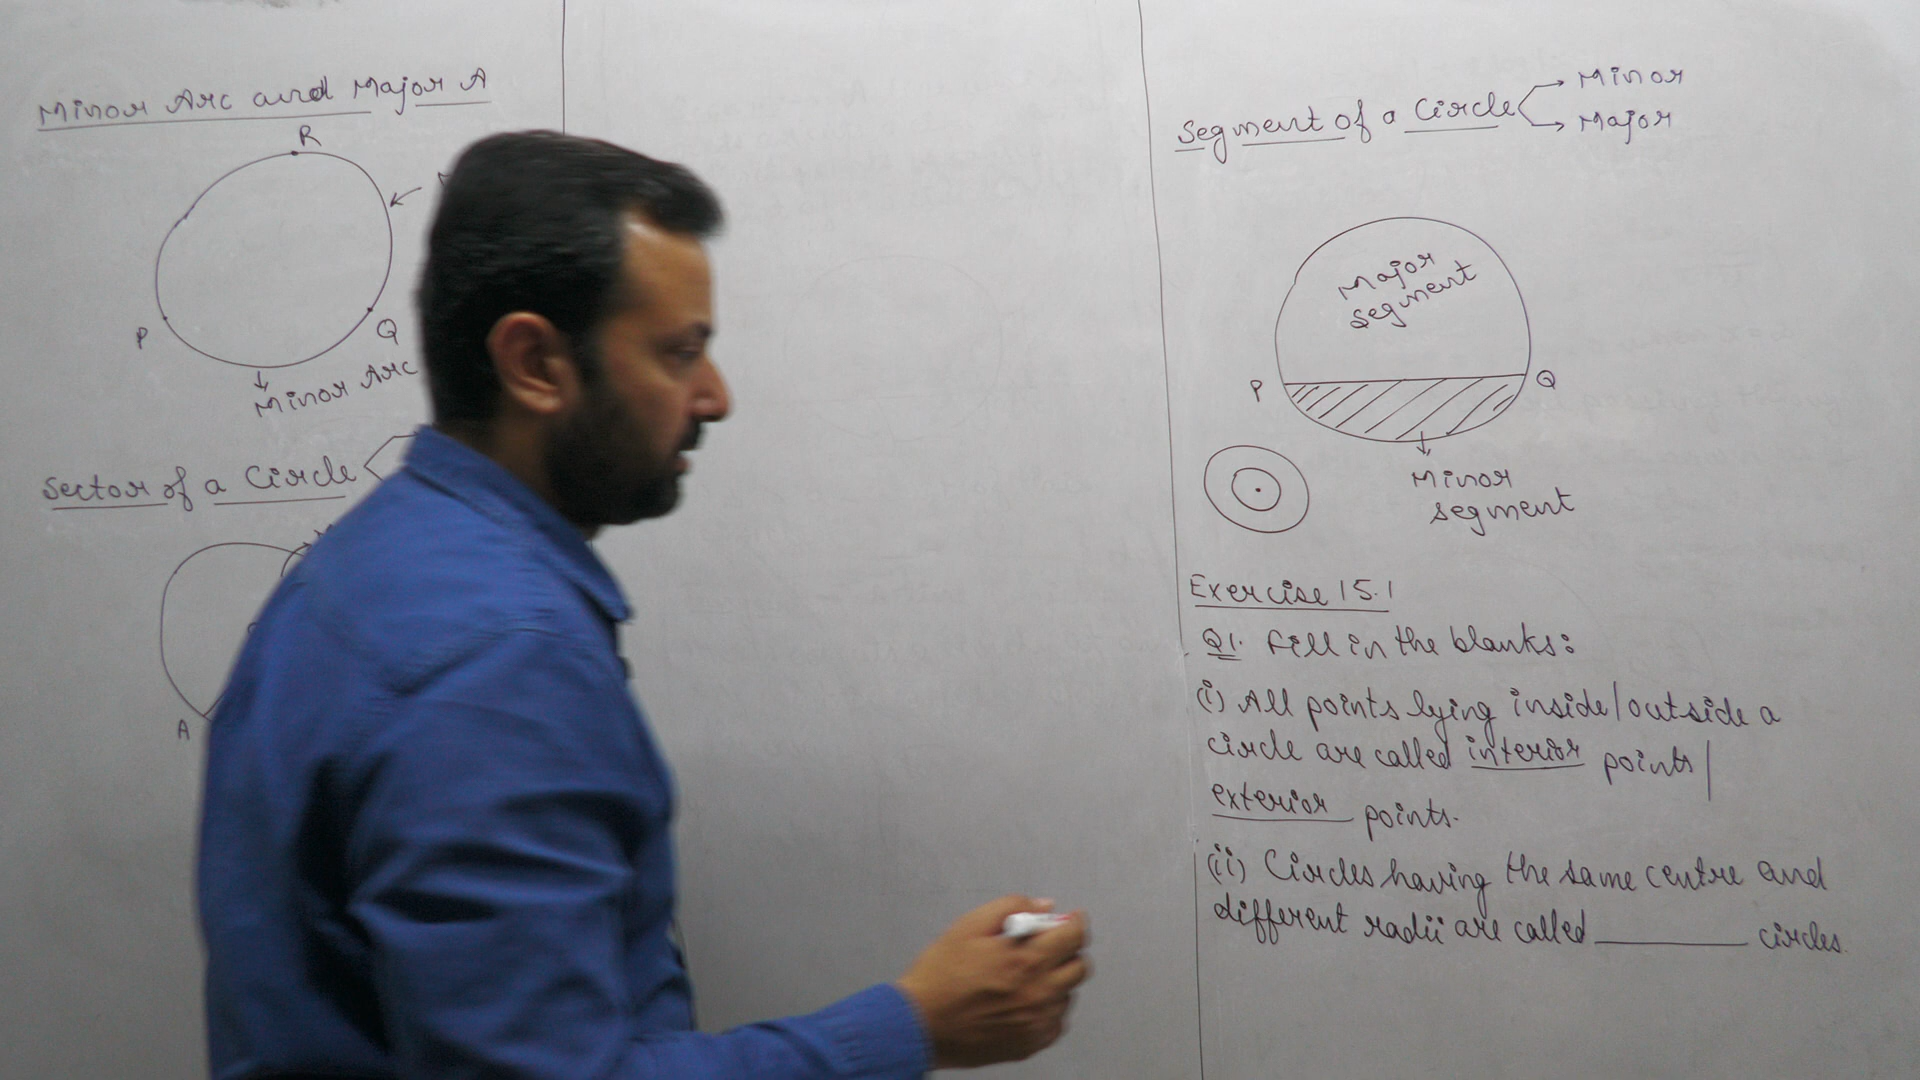 Minor Arc and Major A
R
P
Q
Minor Arc
Sector of a Circle
A
Segment of a Circle
Minor
Major
Major
segment
P
Q
Minor
segment
Exercise 15.1
Q1. Fill in the blanks:
(i) All points lying inside/outside a
circle are called interior points/
exterior points.
(ii) Circles having the same centre and
different radii are called ________ circles.